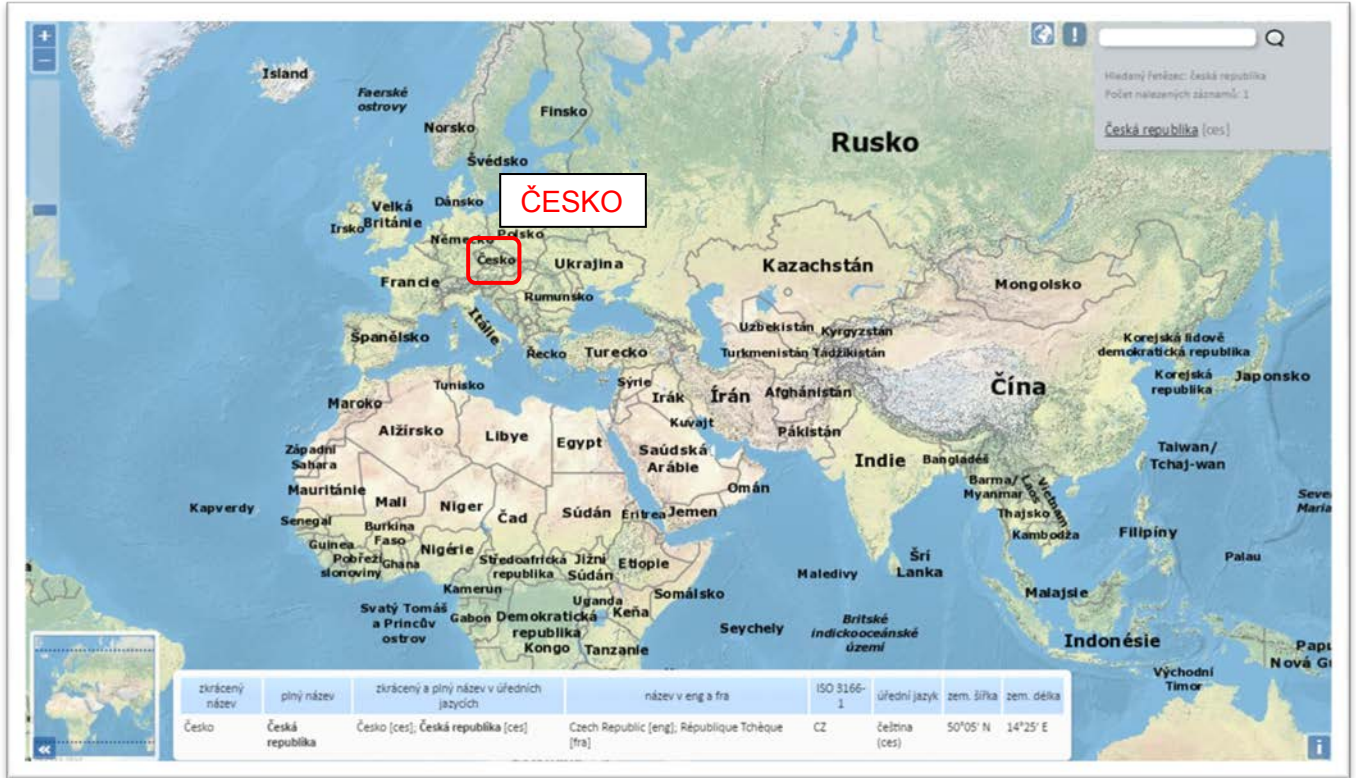 +
!
Hledaný řetězec: česká republika
Počet nalezených záznamů: 1
Česká republika [ces]
Island
Faerské
ostrovy
Finsko
Norsko
Rusko
Švédsko
ČESKO
Velká
Británie
Dánsko
Irsko
Polsko
Německo
Česko
Ukrajina
Kazachstán
Francie
Mongolsko
Rumunsko
Itálie
Uzbekistán
Kyrgyzstán
Španělsko
Řecko
Turecko
Turkmenistán
Tádžikistán
Korejská lidově
demokratická republika
Tunisko
Sýrie
Irák
Írán
Afghánistán
Čína
Korejská
republika
Japonsko
Maroko
Kuvajt
Alžírsko
Libye
Egypt
Pákistán
Západní
Sahara
Saúdská
Arábie
Indie
Bangladéš
Taiwan/
Tchaj-wan
Mauritánie
Mali
Niger
Čad
Omán
Barma/
Myanmar
Laos
Vietnam
Kapverdy
Senegal
Burkina
Faso
Súdán
Eritrea
Jemen
Thajsko
Kambodža
Filipíny
Guinea
Nigérie
Pobřeží
slonoviny
Ghana
Středoafrická
republika
Jižní
Súdán
Etiopie
Šrí
Lanka
Palau
Kamerun
Maledivy
Malajsie
Somálsko
Svatý Tomáš
a Princův
ostrov
Gabon
Demokratická
republika
Kongo
Uganda
Keňa
Seychely
Britské
indickooceánské
území
Indonésie
Tanzanie
Východní
Timor
zkrácený název
plný název
zkrácený a plný název v úředních jazycích
název v eng a fra
ISO 3166-1
úřední jazyk
zem. šířka
zem. délka
Česko
Česká republika
Česko [ces]; Česká republika [ces]
Czech Republic [eng]; République Tchèque [fra]
CZ
čeština (ces)
50°05' N
14°25' E
«
i